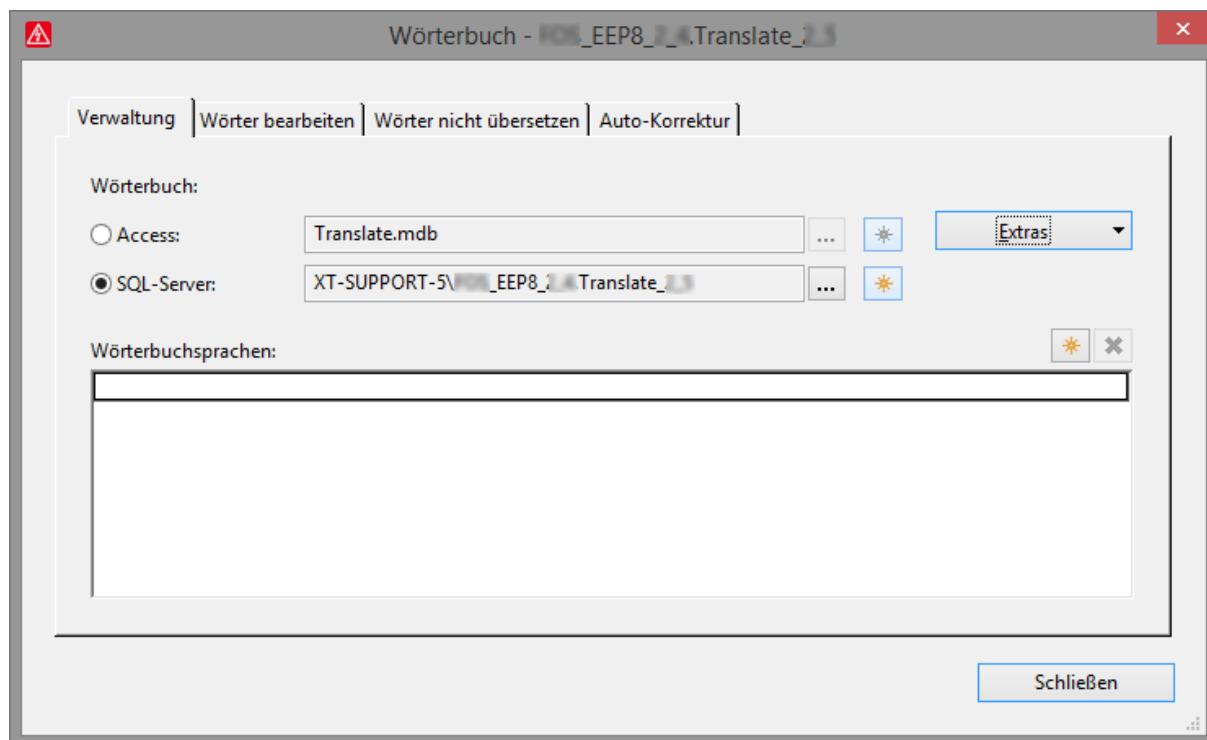 Wörterbuch - _EEP8_ .Translate_
Verwaltung Wörter bearbeiten Wörter nicht übersetzen Auto-Korrektur
Wörterbuch:
Access: Translate.mdb ... Extras
SQL-Server: XT-SUPPORT-5\ _EEP8_ Translate_ ...
Wörterbuchsprachen:
Schließen